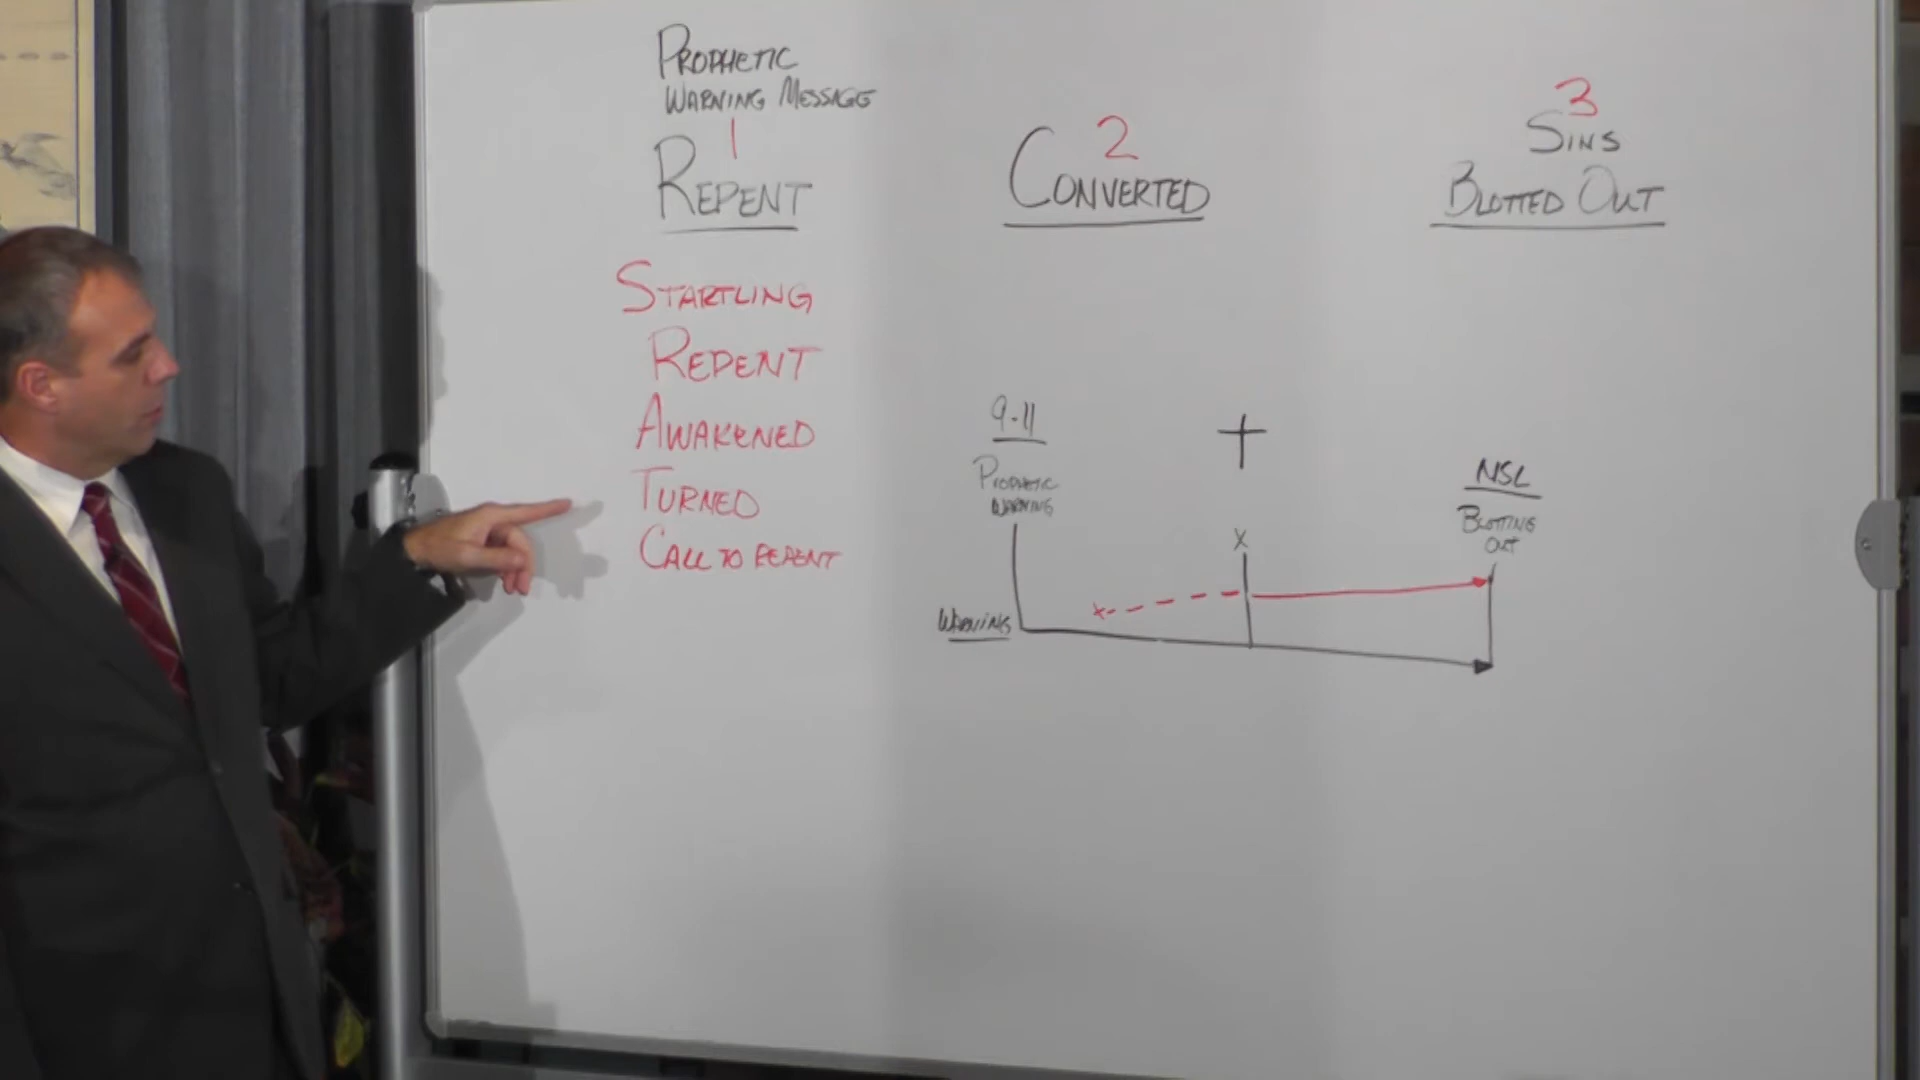 PROPHETIC
WARNING MESSAGE
1
REPENT
2
CONVERTED
3
SINS
BLOTTED OUT
STARTLING
REPENT
AWAKENED
TURNED
CALL TO REPENT
9-11
PROPHETIC
WARNING
X
WARNING
NSL
BLOTTING
OUT